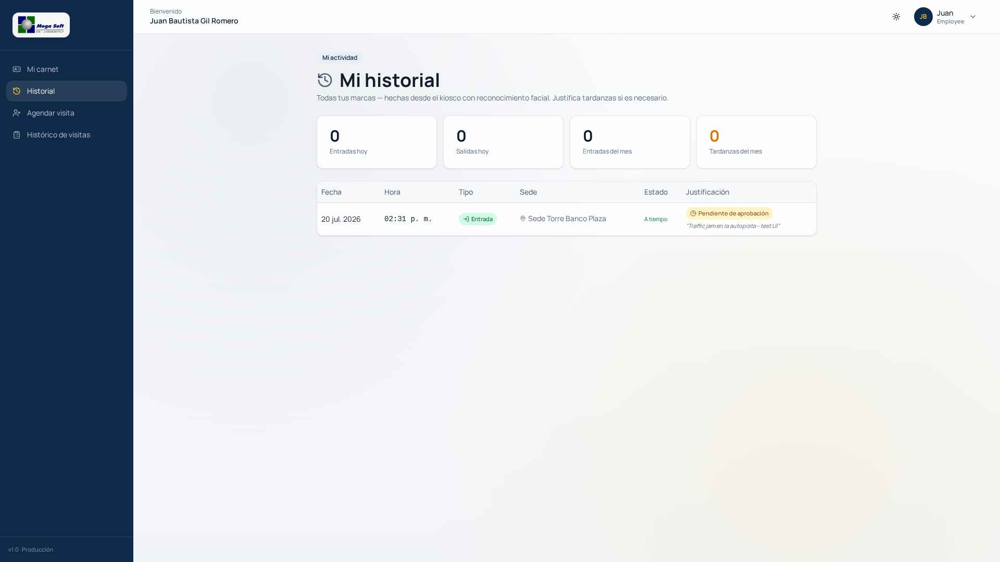 Mega Soft
Mi carnet
Historial
Agendar visita
Histórico de visitas
v1.0 · Producción
Bienvenido
Juan Bautista Gil Romero
JB
Juan
Employee
Mi actividad
Mi historial
Todas tus marcas — hechas desde el kiosco con reconocimiento facial. Justifica tardanzas si es necesario.
0
Entradas hoy
0
Salidas hoy
0
Entradas del mes
0
Tardanzas del mes
Fecha Hora Tipo Sede Estado Justificación
20 jul. 2026 02:31 p. m. Entrada Sede Torre Banco Plaza A tiempo Pendiente de aprobación
"Traffic jam en la autopista - test UI"